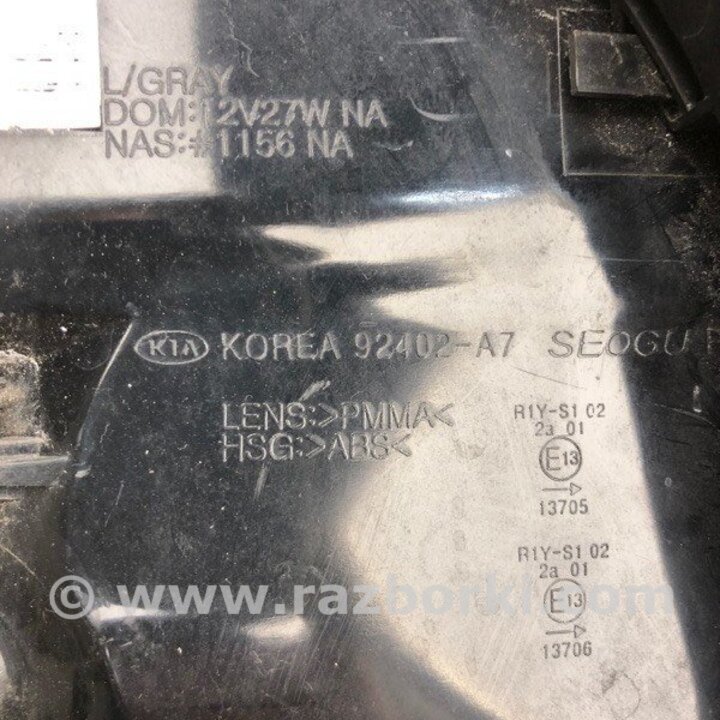 L/GRAY
DOM:12V27W NA
NAS:#1156 NA
KIA KOREA 92402-A7 SEOGU
LENS:>PMMA<
HSG:>ABS<
R1Y-S1 02
2a 01
E13
13705
R1Y-S1 02
2a 01
E13
13706
© www.razborki.com